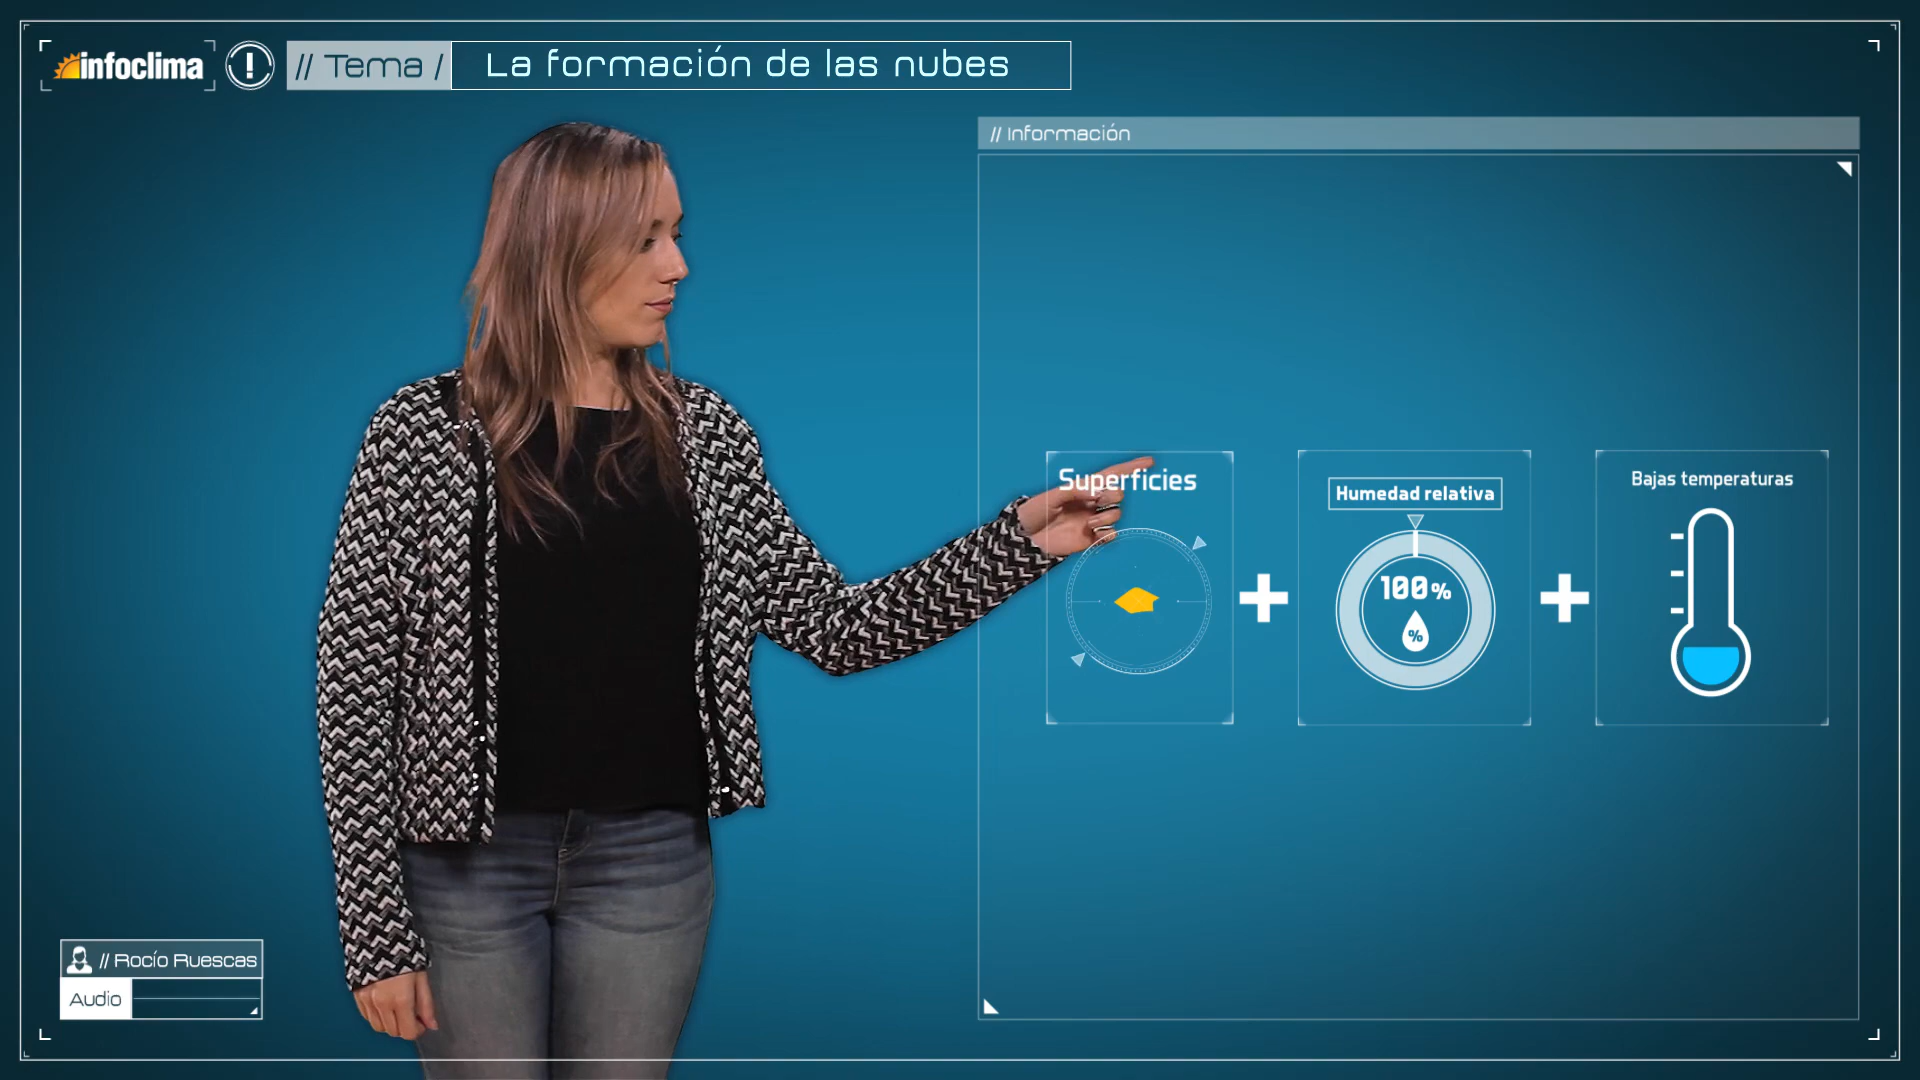 infoclima
// Tema /
La formación de las nubes
// Información
Superficies
Humedad relativa
100%
%
Bajas temperaturas
// Rocío Ruescas
Audio